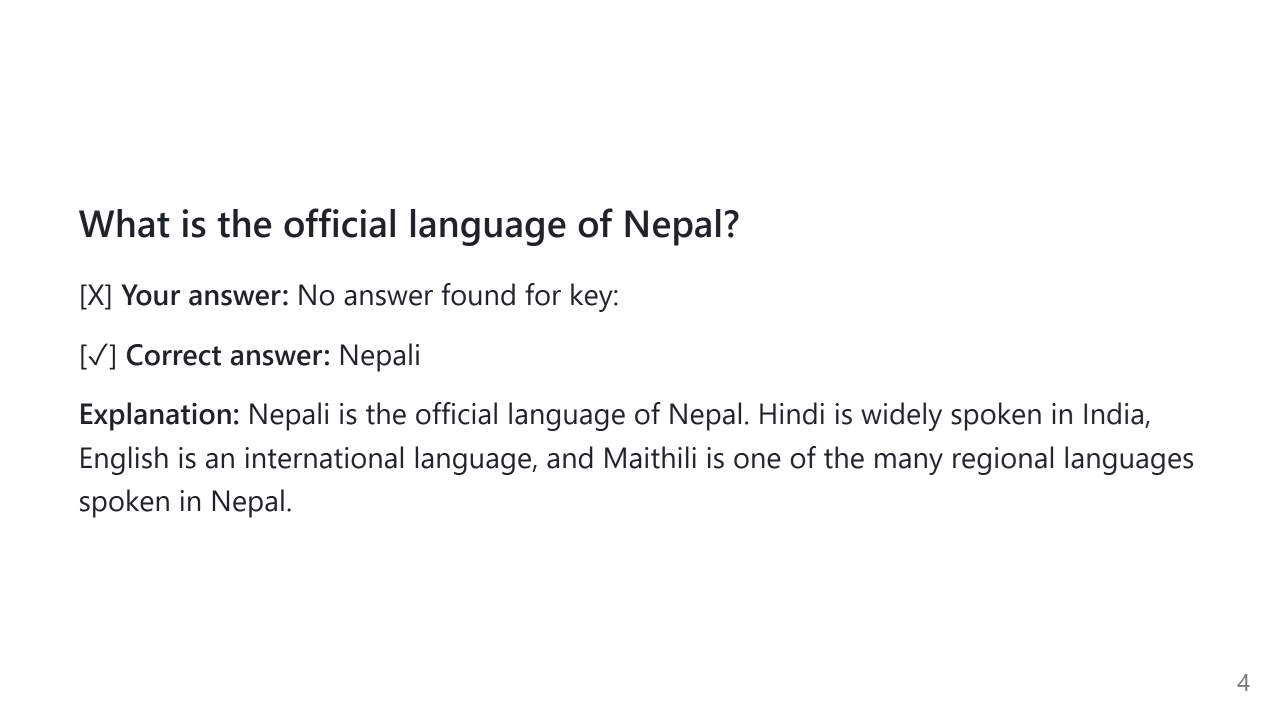 What is the official language of Nepal?
[X] Your answer: No answer found for key:
[✓] Correct answer: Nepali
Explanation: Nepali is the official language of Nepal. Hindi is widely spoken in India,
English is an international language, and Maithili is one of the many regional languages
spoken in Nepal.
4